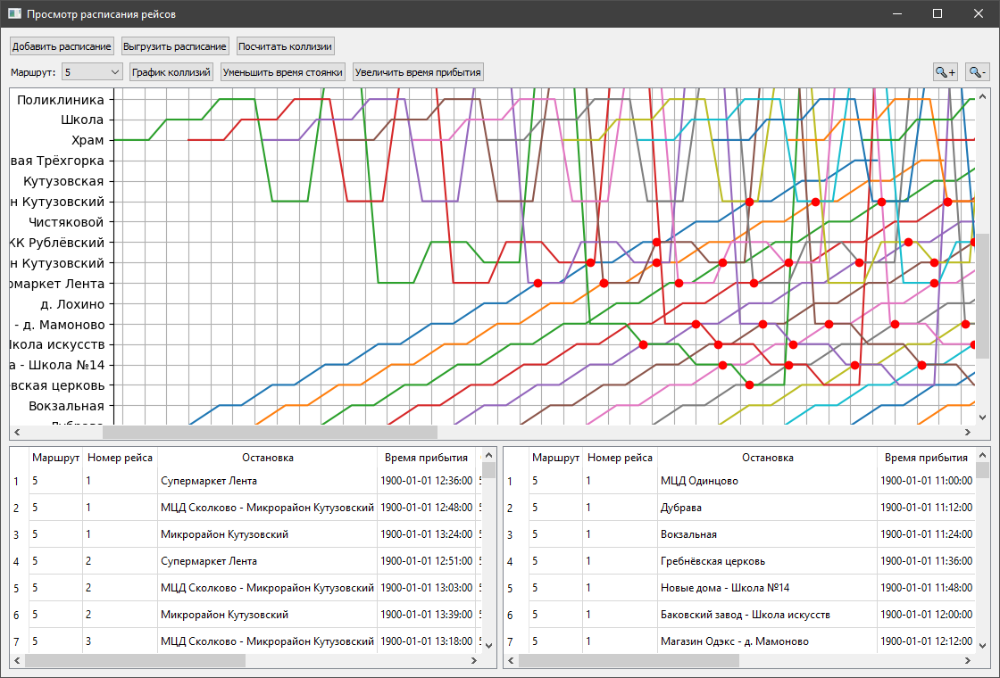 Просмотр расписания рейсов
Добавить расписание Выгрузить расписание Посчитать коллизии
Маршрут: 5 График коллизий Уменьшить время стоянки Увеличить время прибытия + -
Поликлиника
Школа
Храм
вая Трёхгорка
Кутузовская
н Кутузовский
Чистяковой
КК Рублёвский
н Кутузовский
омаркет Лента
д. Лохино
- д. Мамоново
Школа искусств
а - Школа №14
вская церковь
Вокзальная
Дубрава
Маршрут Номер рейса Остановка Время прибытия
1 5 1 Супермаркет Лента 1900-01-01 12:36:00
2 5 1 МЦД Сколково - Микрорайон Кутузовский 1900-01-01 12:48:00
3 5 1 Микрорайон Кутузовский 1900-01-01 13:24:00
4 5 2 Супермаркет Лента 1900-01-01 12:51:00
5 5 2 МЦД Сколково - Микрорайон Кутузовский 1900-01-01 13:03:00
6 5 2 Микрорайон Кутузовский 1900-01-01 13:39:00
7 5 3 МЦД Сколково - Микрорайон Кутузовский 1900-01-01 13:18:00
Маршрут Номер рейса Остановка Время прибытия
1 5 1 МЦД Одинцово 1900-01-01 11:00:00
2 5 1 Дубрава 1900-01-01 11:12:00
3 5 1 Вокзальная 1900-01-01 11:24:00
4 5 1 Гребнёвская церковь 1900-01-01 11:36:00
5 5 1 Новые дома - Школа №14 1900-01-01 11:48:00
6 5 1 Баковский завод - Школа искусств 1900-01-01 12:00:00
7 5 1 Магазин Одэкс - д. Мамоново 1900-01-01 12:12:00